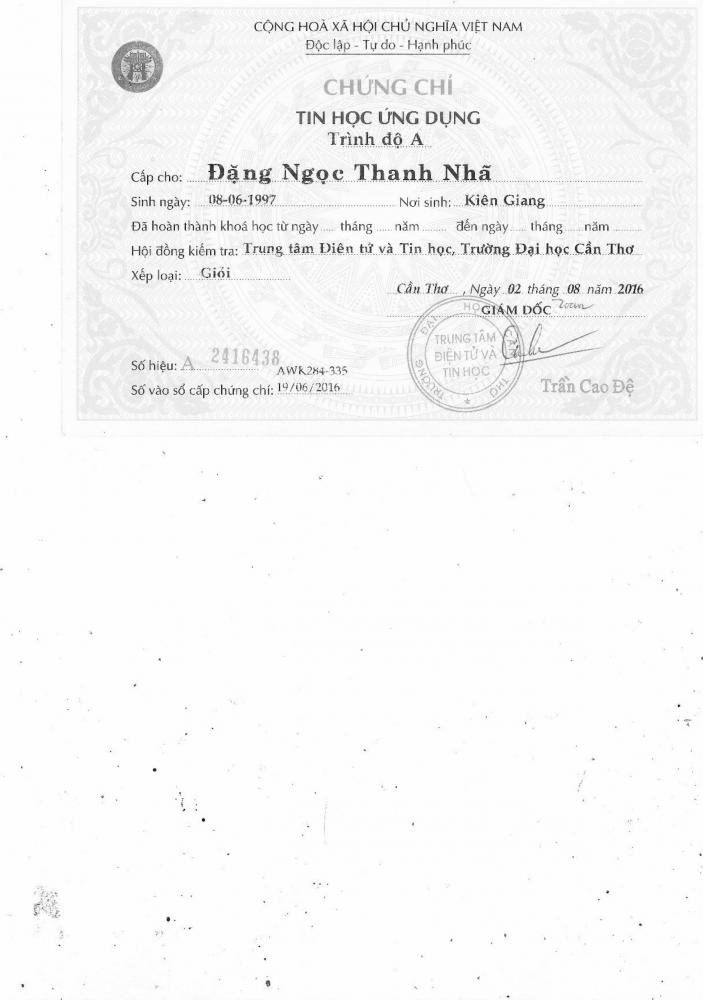 CỘNG HOÀ XÃ HỘI CHỦ NGHĨA VIỆT NAM
Độc lập - Tự do - Hạnh phúc
CHỨNG CHỈ
TIN HỌC ỨNG DỤNG
Trình độ A
Cấp cho: Đặng Ngọc Thanh Nhã
Sinh ngày: 08-06-1997 Nơi sinh: Kiên Giang
Đã hoàn thành khoá học từ ngày ..... tháng ..... năm ........ đến ngày ..... tháng ..... năm ........
Hội đồng kiểm tra: Trung tâm Điện tử và Tin học, Trường Đại học Cần Thơ
Xếp loại: Giỏi
Cần Thơ , Ngày 02 tháng 08 năm 2016
GIÁM ĐỐC
TRƯỜNG ĐẠI HỌC CẦN THƠ
TRUNG TÂM
ĐIỆN TỬ VÀ
TIN HỌC
Số hiệu: A 2416438
AWK284-335
Số vào sổ cấp chứng chỉ: 19/06/2016
Trần Cao Đệ